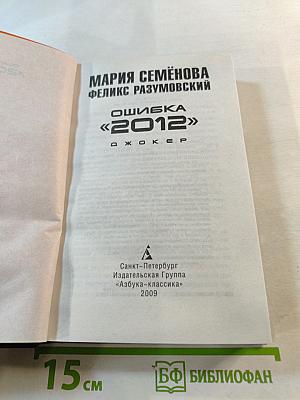 МАРИЯ СЕМЁНОВА
ФЕЛИКС РАЗУМОВСКИЙ
ОШИБКА
«2012»
ДЖОКЕР
Санкт-Петербург
Издательская Группа
«Азбука-классика»
2009
15 см
БФ БИБЛИОФАН